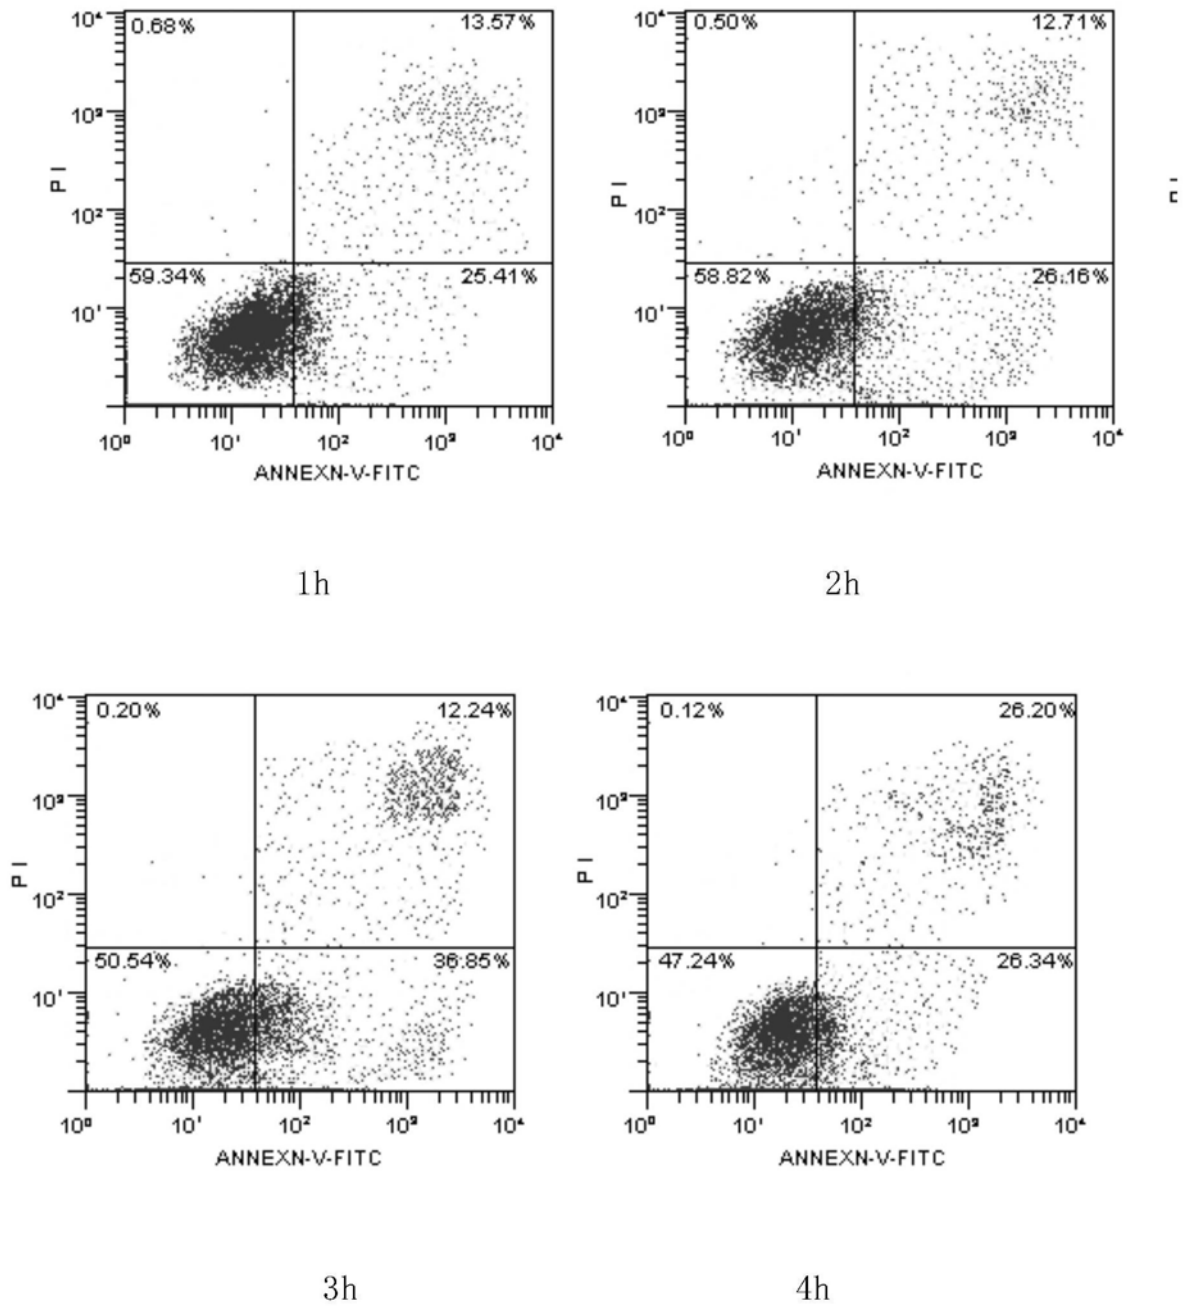 10⁴ 0.68% 13.57%
10³
PI
10²
59.34% 25.41%
10¹
10⁰ 10¹ 10² 10³ 10⁴
ANNEXN-V-FITC
1h
10⁴ 0.50% 12.71%
10³
PI
10²
58.82% 26.16%
10¹
10⁰ 10¹ 10² 10³ 10⁴
ANNEXN-V-FITC
2h
10⁴ 0.20% 12.24%
10³
PI
10²
50.54% 36.85%
10¹
10⁰ 10¹ 10² 10³ 10⁴
ANNEXN-V-FITC
3h
10⁴ 0.12% 26.20%
10³
PI
10²
47.24% 26.34%
10¹
10⁰ 10¹ 10² 10³ 10⁴
ANNEXN-V-FITC
4h